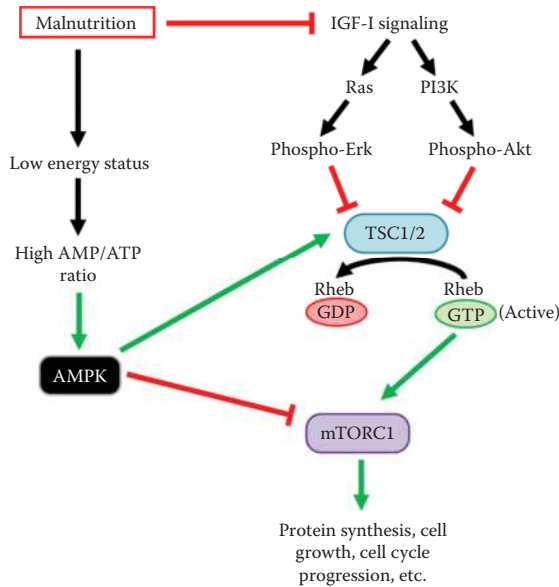 Malnutrition
IGF-I signaling
Ras
PI3K
Phospho-Erk
Phospho-Akt
Low energy status
TSC1/2
High AMP/ATP
ratio
Rheb
GDP
Rheb
GTP
(Active)
AMPK
mTORC1
Protein synthesis, cell
growth, cell cycle
progression, etc.